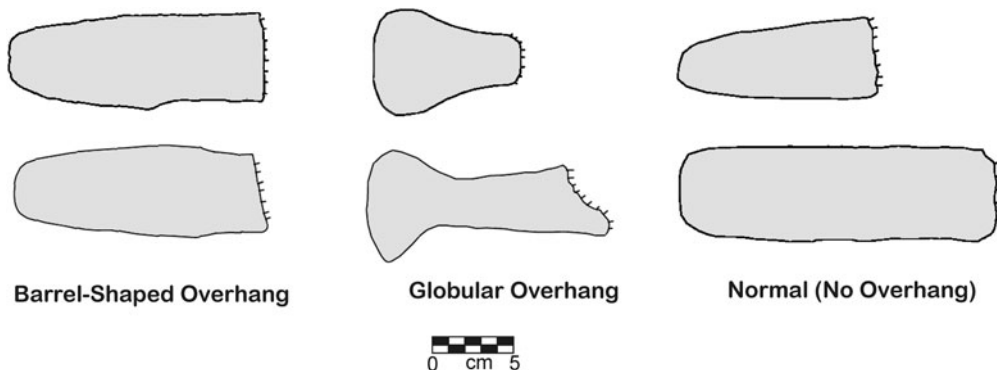 Barrel-Shaped Overhang
Globular Overhang
Normal (No Overhang)
0 cm 5